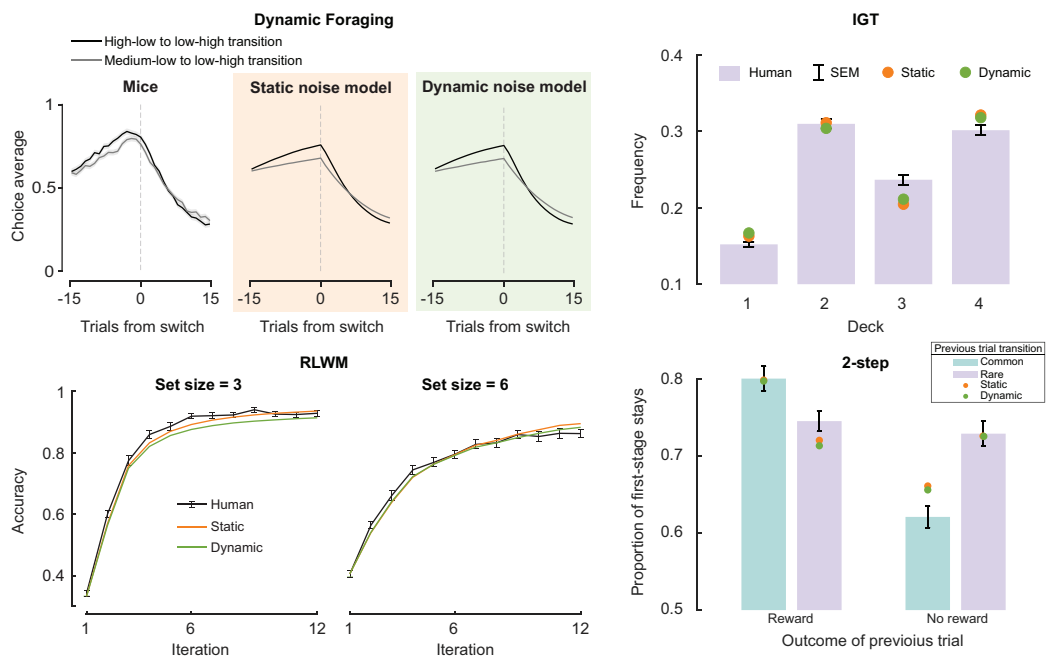 Dynamic Foraging
High-low to low-high transition
Medium-low to low-high transition
Mice
Static noise model
Dynamic noise model
Choice average
1
0.5
0
-15
0
15
-15
0
15
-15
0
15
Trials from switch
Trials from switch
Trials from switch
IGT
Human
SEM
Static
Dynamic
Frequency
0.4
0.3
0.2
0.1
1
2
3
4
Deck
RLWM
Set size = 3
Set size = 6
Accuracy
1
0.8
0.6
0.4
Human
Static
Dynamic
1
6
12
1
6
12
Iteration
Iteration
2-step
Previous trial transition
Common
Rare
Static
Dynamic
Proportion of first-stage stays
0.8
0.7
0.6
0.5
Reward
No reward
Outcome of previoius trial